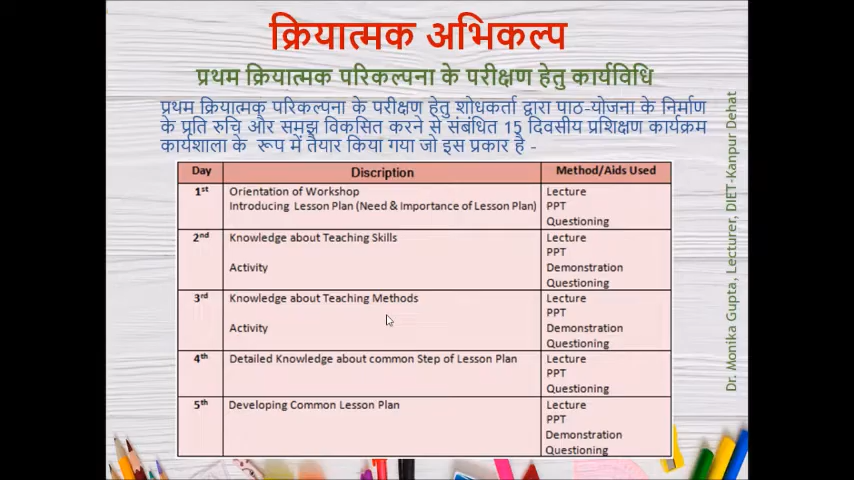 क्रियात्मक अभिकल्प
प्रथम क्रियात्मक परिकल्पना के परीक्षण हेतु कार्यविधि
प्रथम क्रियात्मक परिकल्पना के परीक्षण हेतु शोधकर्ता द्वारा पाठ-योजना के निर्माण
के प्रति रुचि और समझ विकसित करने से संबंधित 15 दिवसीय प्रशिक्षण कार्यक्रम
कार्यशाला के रूप में तैयार किया गया जो इस प्रकार है -
Day Discription Method/Aids Used
1st Orientation of Workshop Lecture
Introducing Lesson Plan (Need & Importance of Lesson Plan) PPT
Questioning
2nd Knowledge about Teaching Skills Lecture
PPT
Activity Demonstration
Questioning
3rd Knowledge about Teaching Methods Lecture
PPT
Activity Demonstration
Questioning
4th Detailed Knowledge about common Step of Lesson Plan Lecture
PPT
Questioning
5th Developing Common Lesson Plan Lecture
PPT
Demonstration
Questioning
Dr. Monika Gupta, Lecturer, DIET-Kanpur Dehat